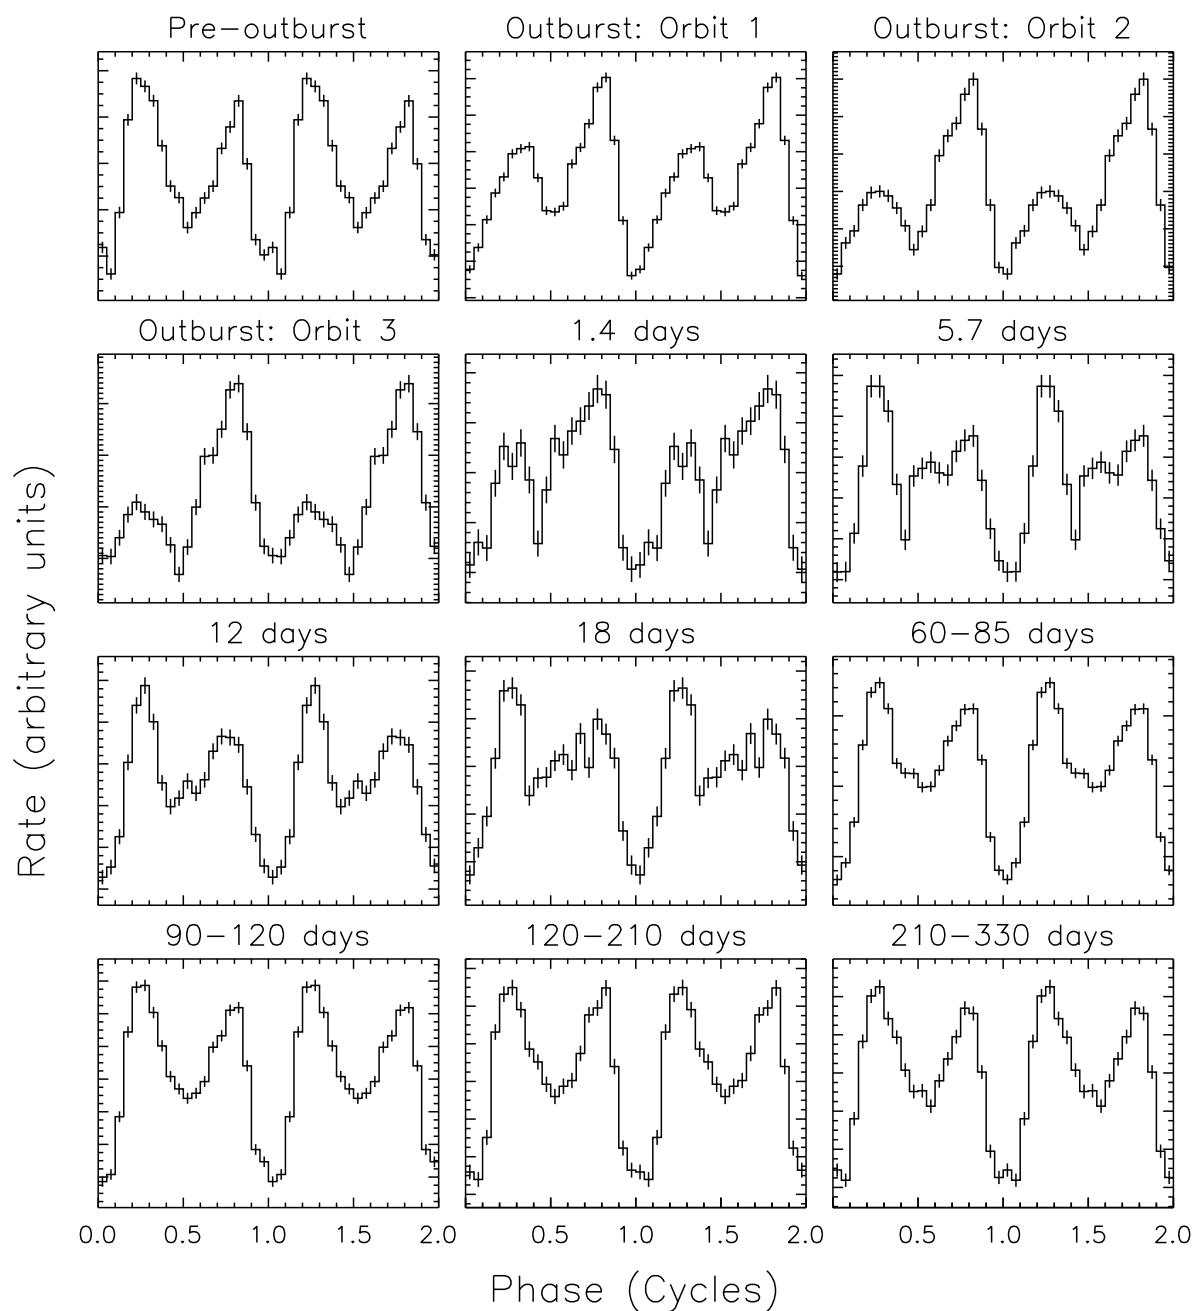 Pre-outburst
Outburst: Orbit 1
Outburst: Orbit 2
Outburst: Orbit 3
1.4 days
5.7 days
12 days
18 days
60-85 days
90-120 days
120-210 days
210-330 days
Rate (arbitrary units)
0.0 0.5 1.0 1.5 2.0 0.5 1.0 1.5 2.0 0.5 1.0 1.5 2.0
Phase (Cycles)